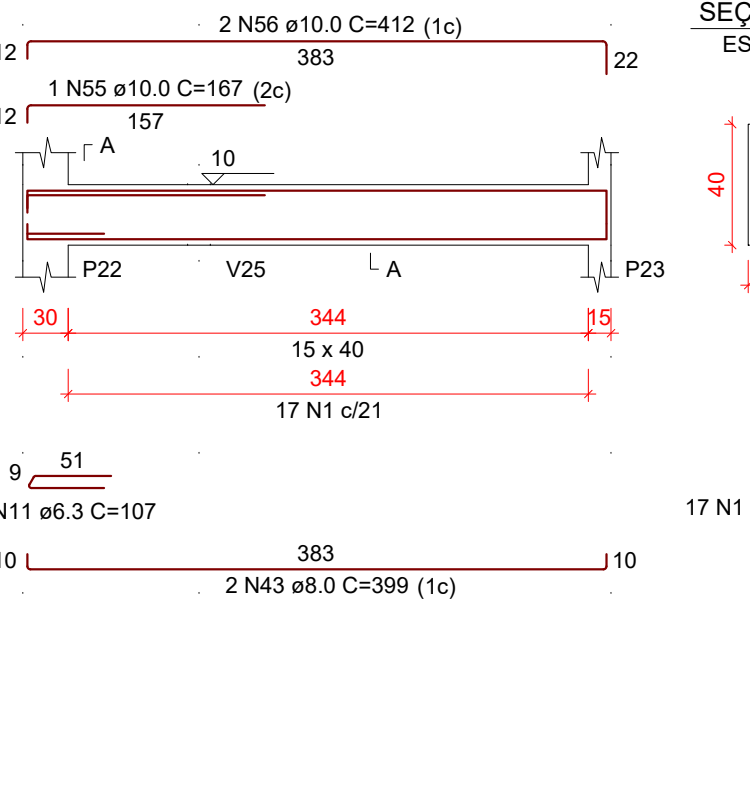 SEÇ
ES
2 N56 ø10.0 C=412 (1c)
12 383 22
1 N55 ø10.0 C=167 (2c)
12 157
A
10
40
P22 V25 A P23
30 344 15
15 x 40
344
17 N1 c/21
9 51
N11 ø6.3 C=107
17 N1
10 383 10
2 N43 ø8.0 C=399 (1c)